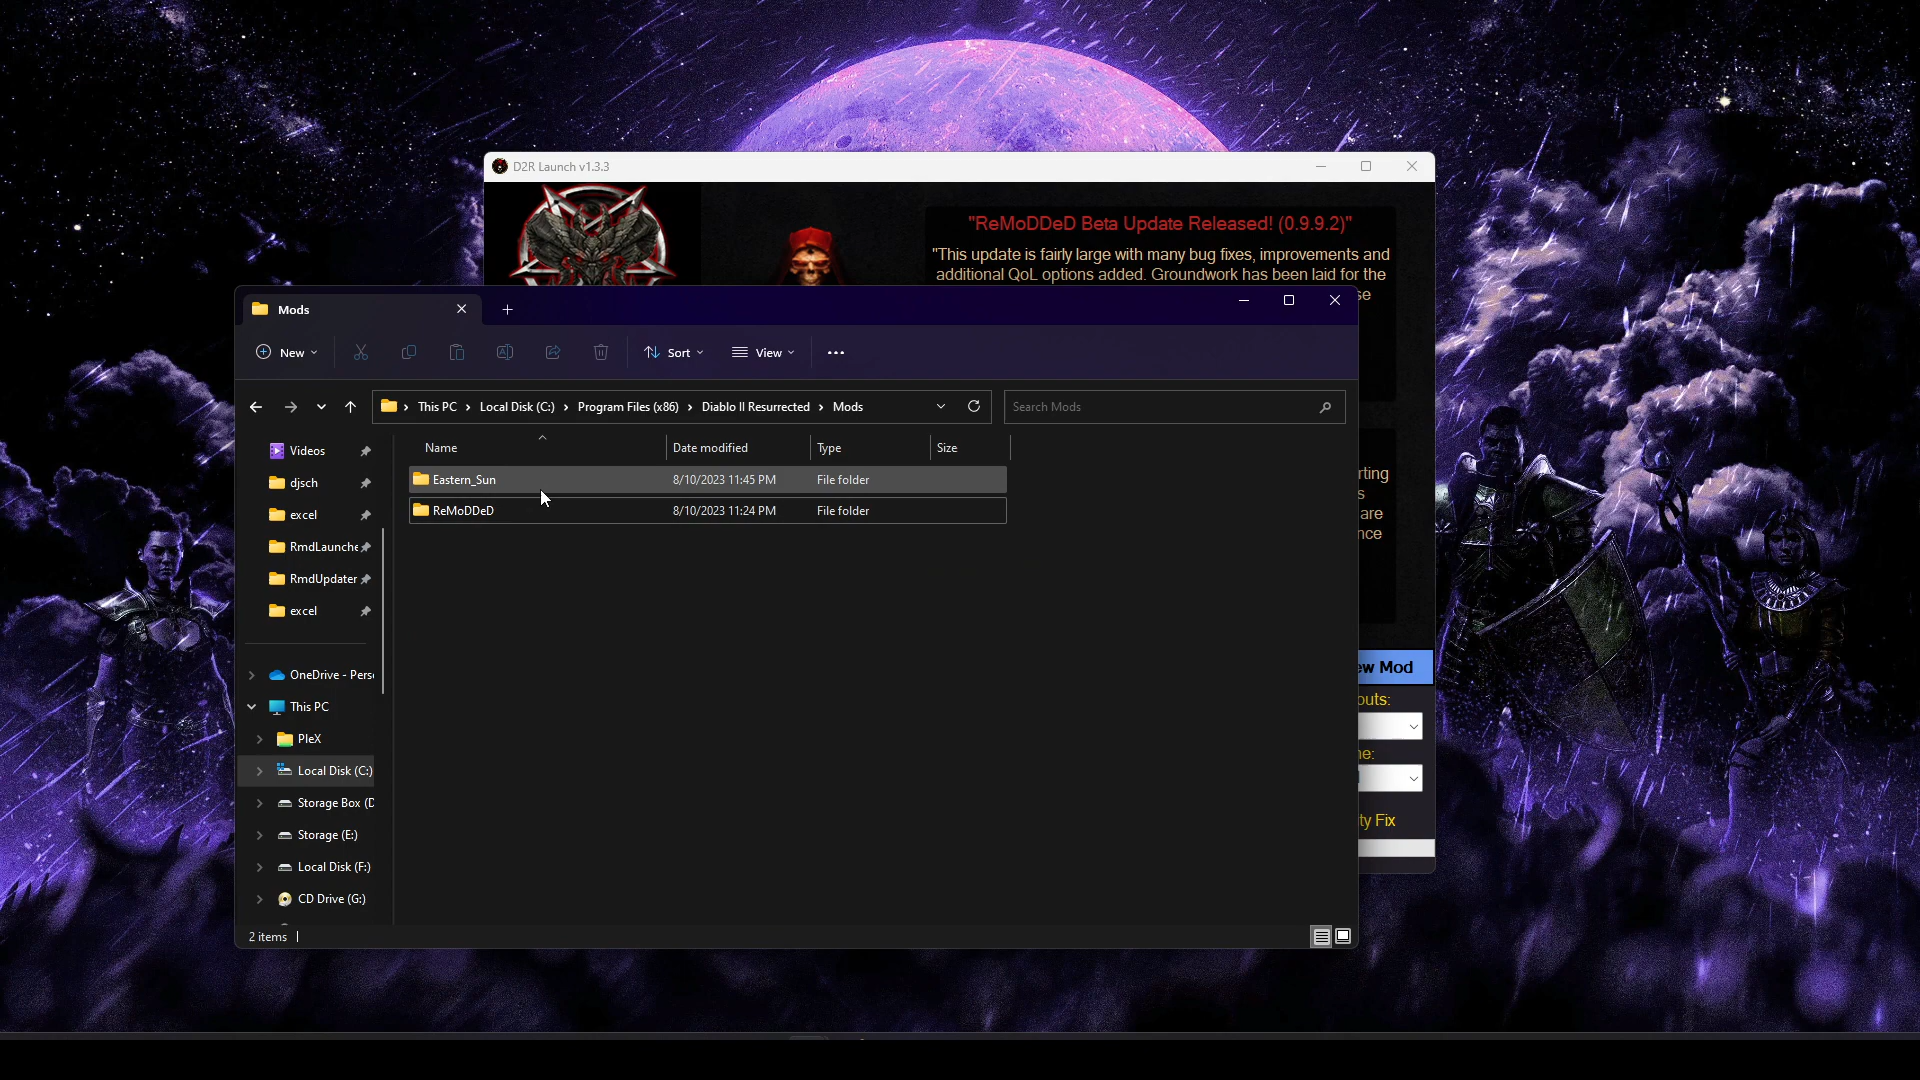 D2R Launch v1.3.3
"ReMoDDeD Beta Update Released! (0.9.9.2)"
"This update is fairly large with many bug fixes, improvements and
additional QoL options added. Groundwork has been laid for the
se
Mods
New
Sort
View
This PC > Local Disk (C:) > Program Files (x86) > Diablo II Resurrected > Mods
Search Mods
Name Date modified Type Size
Eastern_Sun 8/10/2023 11:45 PM File folder
ReMoDDeD 8/10/2023 11:24 PM File folder
Videos
djsch
excel
RmdLaunche
RmdUpdater
excel
OneDrive - Pers
This PC
PleX
Local Disk (C:)
Storage Box (D
Storage (E:)
Local Disk (F:)
CD Drive (G:)
2 items
rting
s
are
nce
ew Mod
outs:
ne:
ty Fix